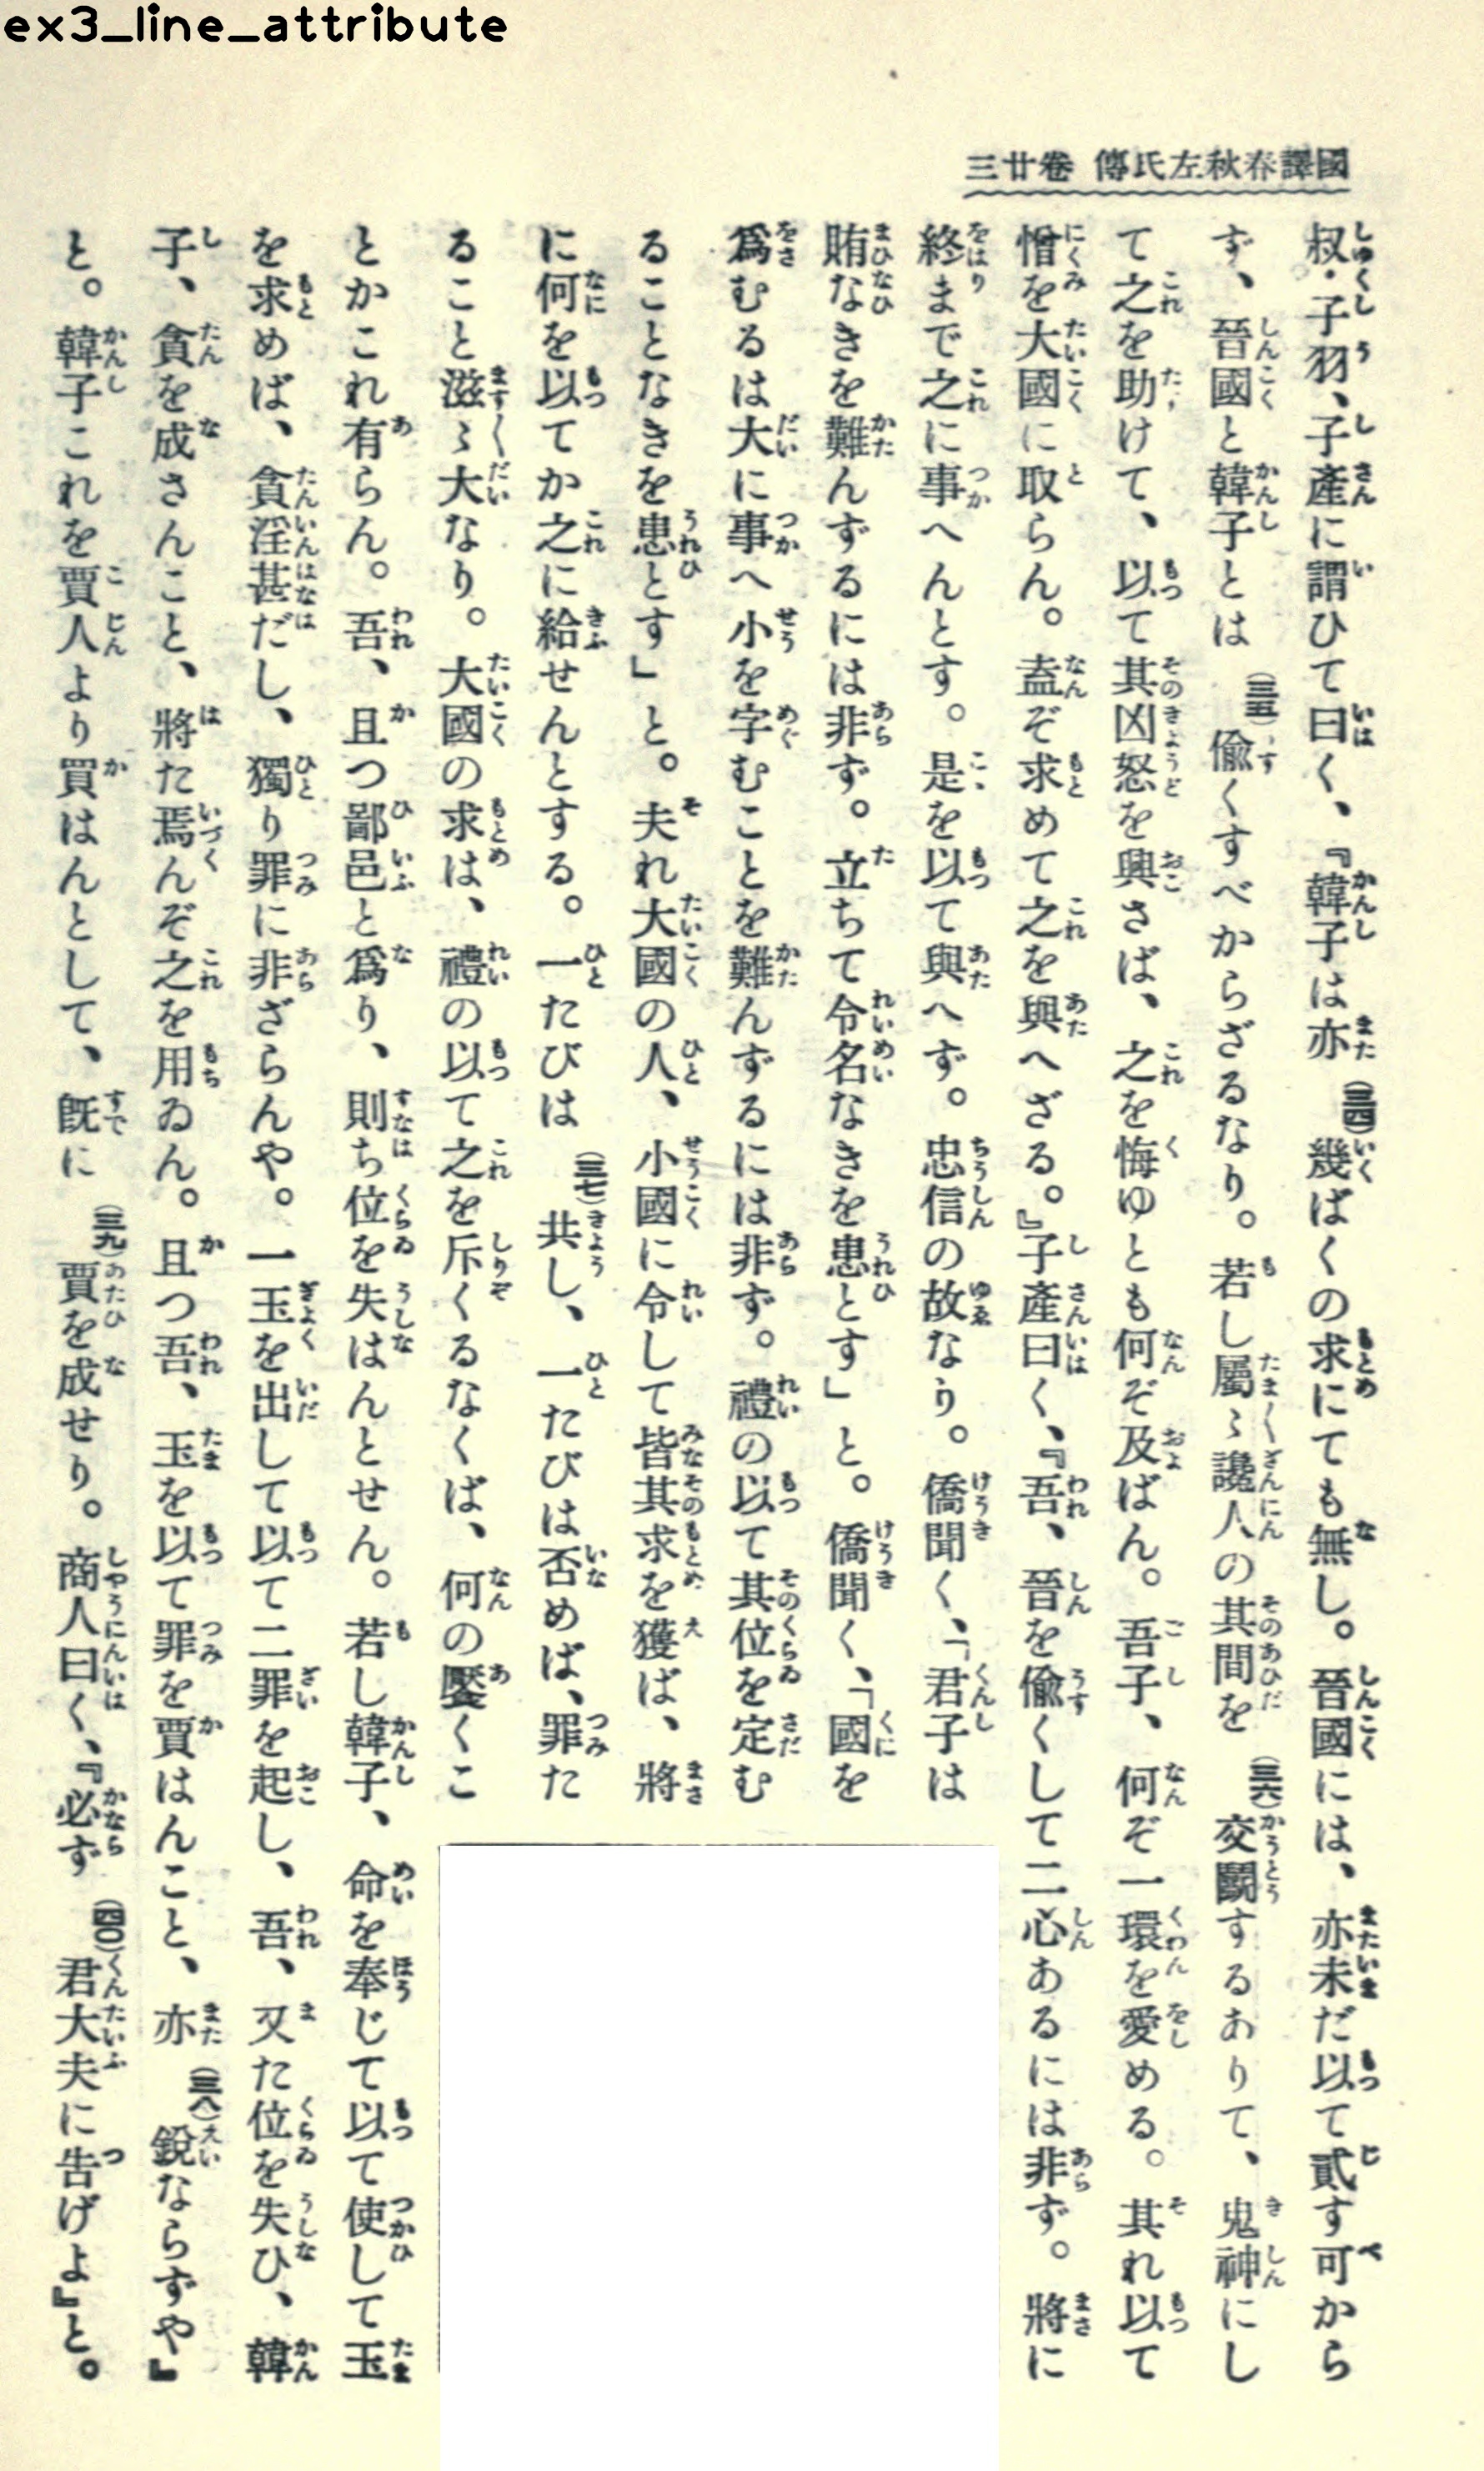 ex3_line_attribute
國譯春秋左氏傳 卷廿三
叔・子羽、子產に謂ひて曰く、『韓子は亦(三四)幾ばくの求にても無し。晉國には、亦未だ以て貳す可から
ず、晉國と韓子とは(三五)偸くすべからざるなり。若し屬〻讒人の其間を(三六)交鬪するありて、鬼神にし
て之を助けて、以て其凶怒を興さば、之を悔ゆとも何ぞ及ばん。吾子、何ぞ一環を愛める。其れ以て
憎を大國に取らん。盍ぞ求めて之を與へざる。』子產曰く、『吾、晉を偸くして二心あるには非ず。將に
終まで之に事へんとす。是を以て與へず。忠信の故なり。僑聞く、「君子は
賄なきを難んずるには非ず。立ちて令名なきを患とす」と。僑聞く、「國を
爲むるは大に事へ小を字むことを難んずるには非ず。禮の以て其位を定む
ることなきを患とす」と。夫れ大國の人、小國に令して皆其求を獲ば、將
に何を以てか之に給せんとする。一たびは(三七)共し、一たびは否めば、罪た
ること滋〻大なり。大國の求は、禮の以て之を斥くるなくば、何の饜くこ
とかこれ有らん。吾、且つ鄙邑と爲り、則ち位を失はんとせん。若し韓子、命を奉じて以て使して玉
を求めば、貪淫甚だし、獨り罪に非ざらんや。一玉を出して以て二罪を起し、吾、又た位を失ひ、韓
子、貪を成さんこと、將た焉んぞ之を用ゐん。且つ吾、玉を以て罪を賈はんこと、亦(三八)銳ならずや』
と。韓子これを賈人より買はんとして、旣に(三九)賈を成せり。商人曰く、『必ず(四〇)君大夫に告げよ』と。